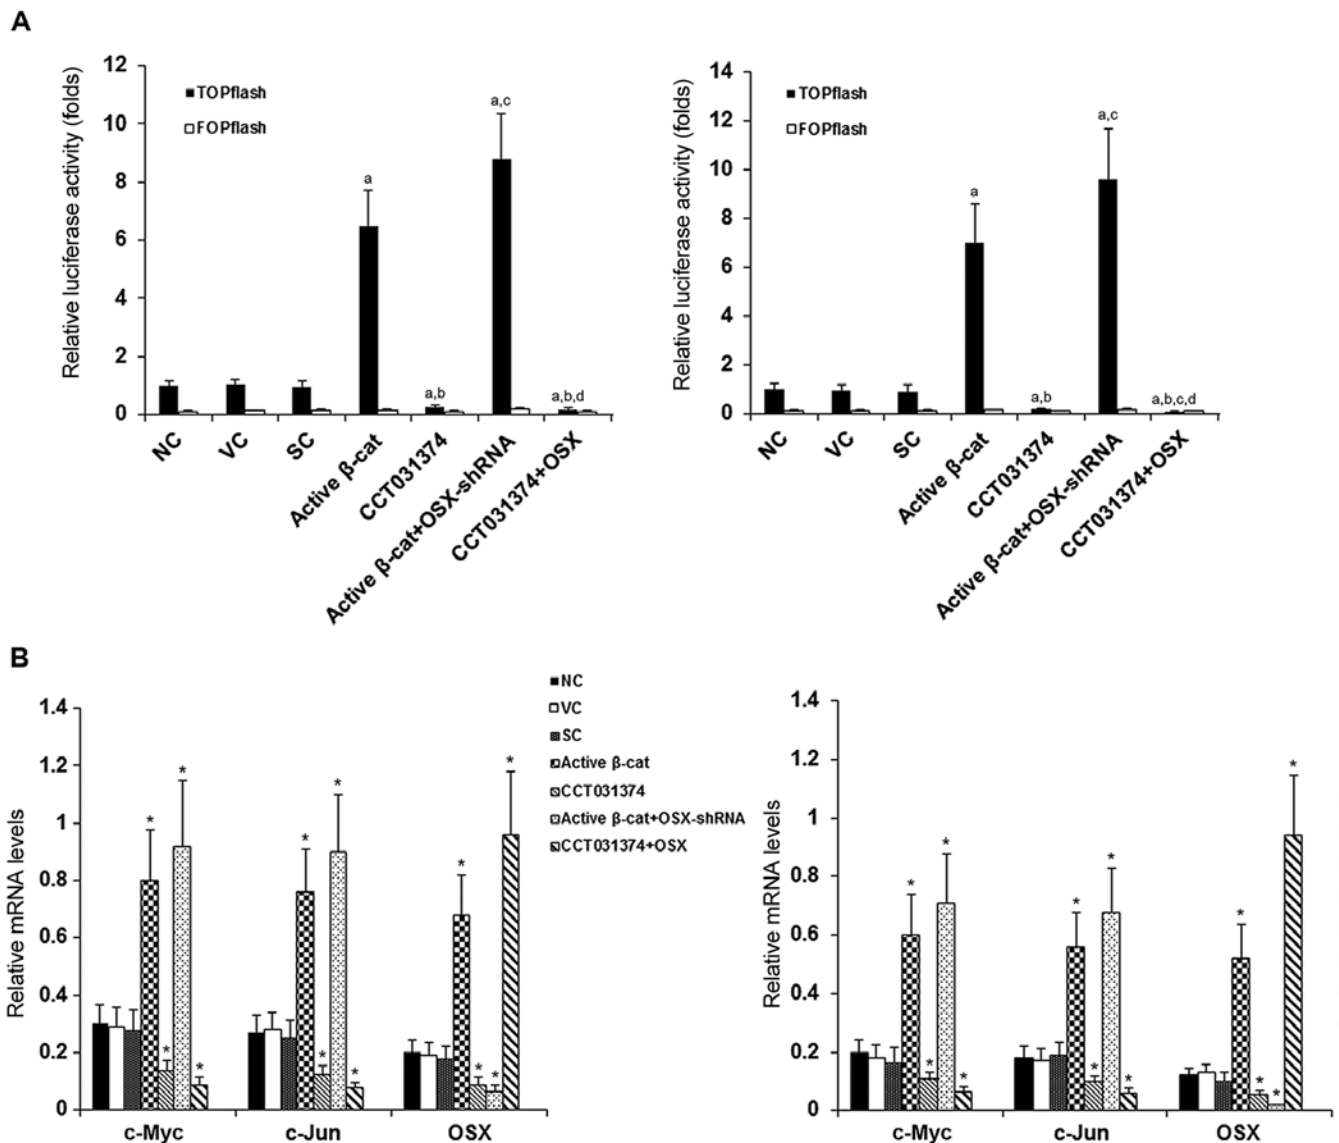 A
Relative luciferase activity (folds)
12
10
8
6
4
2
0
TOPflash
FOPflash
a
a,b
a,c
a,b,d
NC
VC
SC
Active β-cat
CCT031374
Active β-cat+OSX-shRNA
CCT031374+OSX
Relative luciferase activity (folds)
14
12
10
8
6
4
2
0
TOPflash
FOPflash
a
a,b
a,c
a,b,c,d
NC
VC
SC
Active β-cat
CCT031374
Active β-cat+OSX-shRNA
CCT031374+OSX
B
Relative mRNA levels
1.4
1.2
1
0.8
0.6
0.4
0.2
0
* * * *
* * * *
* * * *
c-Myc
c-Jun
OSX
NC
VC
SC
Active β-cat
CCT031374
Active β-cat+OSX-shRNA
CCT031374+OSX
Relative mRNA levels
1.4
1.2
1
0.8
0.6
0.4
0.2
0
* * * *
* * * *
* * * *
c-Myc
c-Jun
OSX